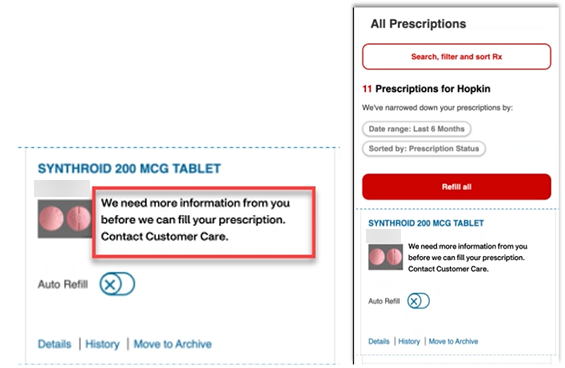 SYNTHROID 200 MCG TABLET
We need more information from you
before we can fill your prescription.
Contact Customer Care.
Auto Refill
Details | History | Move to Archive
All Prescriptions
Search, filter and sort Rx
11 Prescriptions for Hopkin
We've narrowed down your prescriptions by:
Date range: Last 6 Months
Sorted by: Prescription Status
Refill all
SYNTHROID 200 MCG TABLET
We need more information from you
before we can fill your prescription.
Contact Customer Care.
Auto Refill
Details | History | Move to Archive